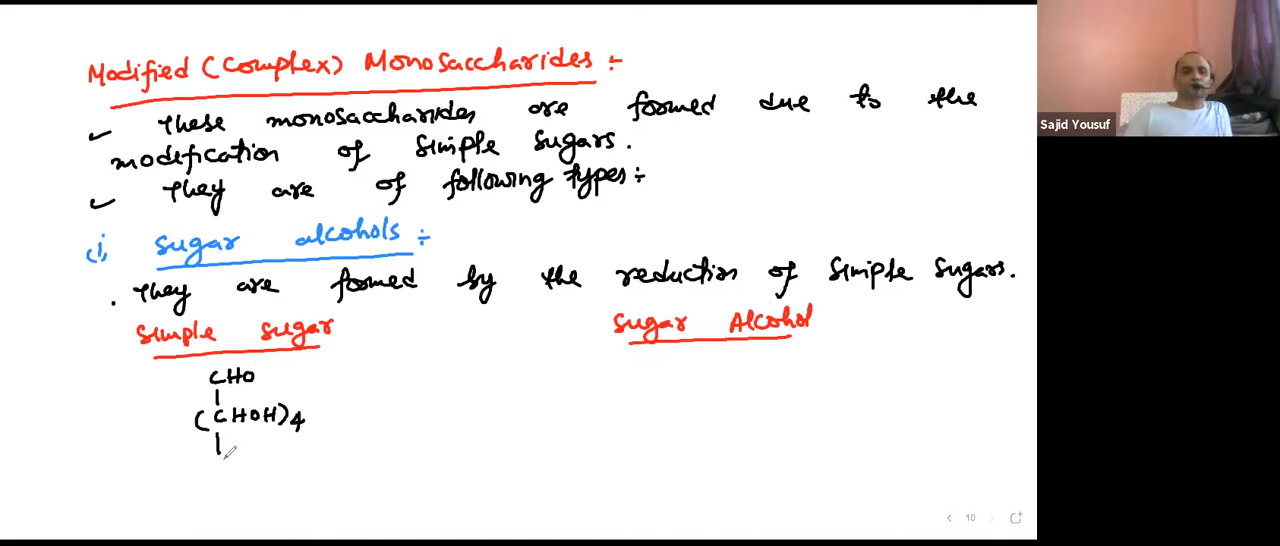 Modified (Complex) Monosaccharides :-
These monosaccharides are formed due to the
modefication of simple sugars.
They are of following types :-
(i) Sugar alcohols :-
. They are formed by the reduction of simple sugars.
Simple sugar
Sugar Alcohol
CHO
(CHOH)4
Sajid Yousuf
10